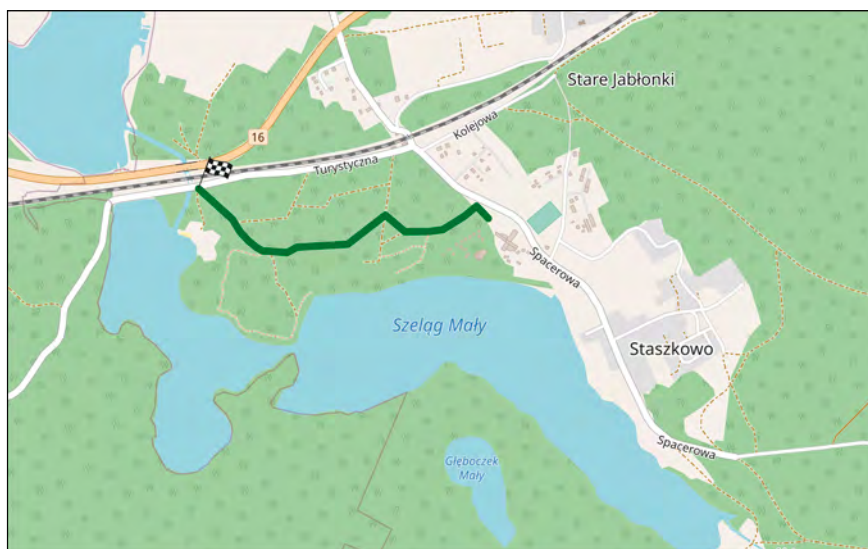 Stare Jabłonki
16
Kolejowa
Turystyczna
Spacerowa
Szeląg Mały
Staszkowo
Spacerowa
Głęboczek
Mały